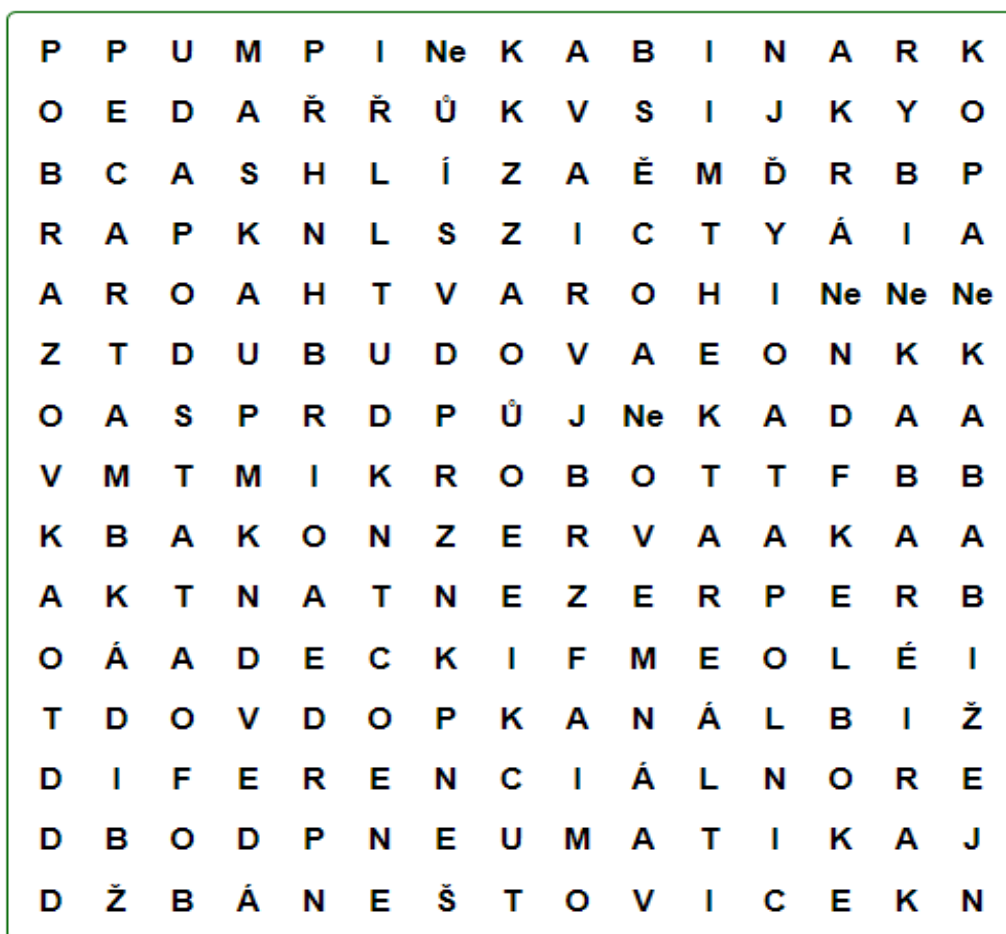 P P U M P I Ne K A B I N A R K
O E D A Ř Ř Ů K V S I J K Y O
B C A S H L Í Z A Ě M Ď R B P
R A P K N L S Z I C T Y Á I A
A R O A H T V A R O H I Ne Ne Ne
Z T D U B U D O V A E O N K K
O A S P R D P Ů J Ne K A D A A
V M T M I K R O B O T T F B B
K B A K O N Z E R V A A K A A
A K T N A T N E Z E R P E R B
O Á A D E C K I F M E O L É I
T D O V D O P K A N Á L B I Ž
D I F E R E N C I Á L N O R E
D B O D P N E U M A T I K A J
D Ž B Á N E Š T O V I C E K N